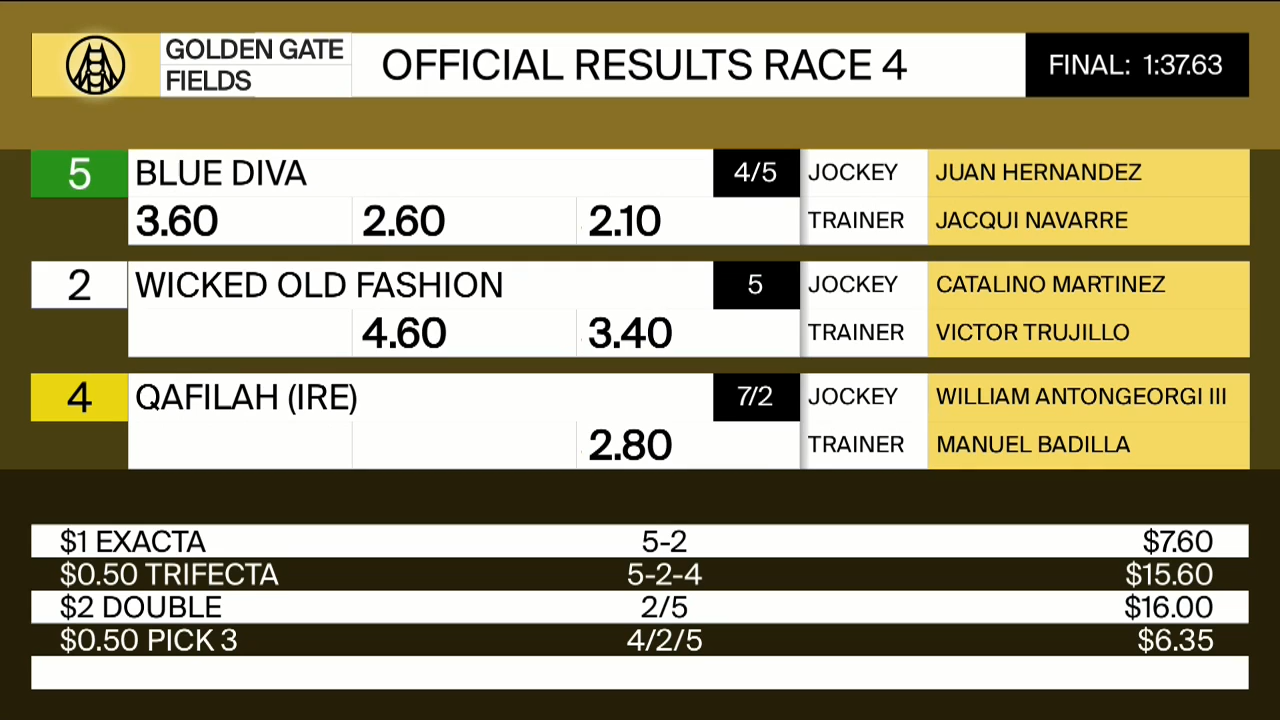 GOLDEN GATE
FIELDS
OFFICIAL RESULTS RACE 4
FINAL: 1:37.63
5 BLUE DIVA 4/5 JOCKEY JUAN HERNANDEZ
3.60 2.60 2.10 TRAINER JACQUI NAVARRE
2 WICKED OLD FASHION 5 JOCKEY CATALINO MARTINEZ
4.60 3.40 TRAINER VICTOR TRUJILLO
4 QAFILAH (IRE) 7/2 JOCKEY WILLIAM ANTONGEORGI III
2.80 TRAINER MANUEL BADILLA
$1 EXACTA 5-2 $7.60
$0.50 TRIFECTA 5-2-4 $15.60
$2 DOUBLE 2/5 $16.00
$0.50 PICK 3 4/2/5 $6.35